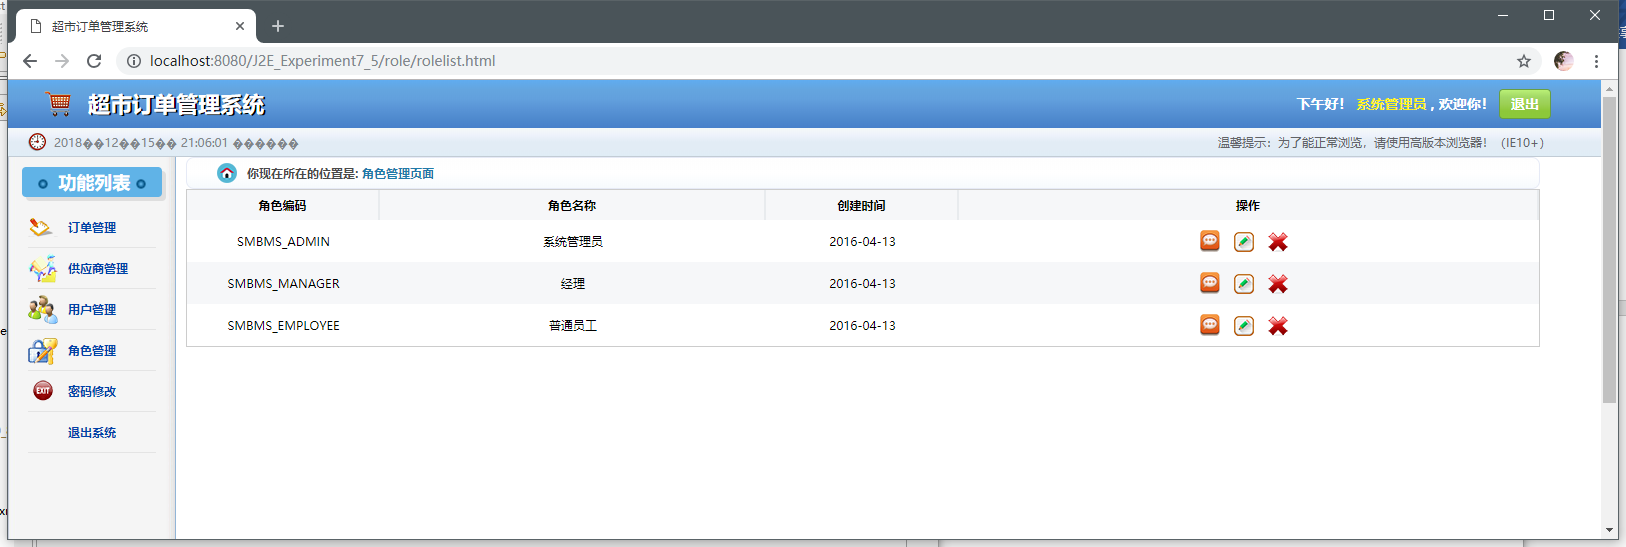 超市订单管理系统
localhost:8080/J2E_Experiment7_5/role/rolelist.html
超市订单管理系统
下午好！ 系统管理员 , 欢迎你！ 退出
2018��12��15�� 21:06:01 ������
温馨提示：为了能正常浏览，请使用高版本浏览器！（IE10+）
功能列表
订单管理
供应商管理
用户管理
角色管理
EXIT 密码修改
退出系统
你现在所在的位置是: 角色管理页面
角色编码 角色名称 创建时间 操作
SMBMS_ADMIN 系统管理员 2016-04-13
SMBMS_MANAGER 经理 2016-04-13
SMBMS_EMPLOYEE 普通员工 2016-04-13